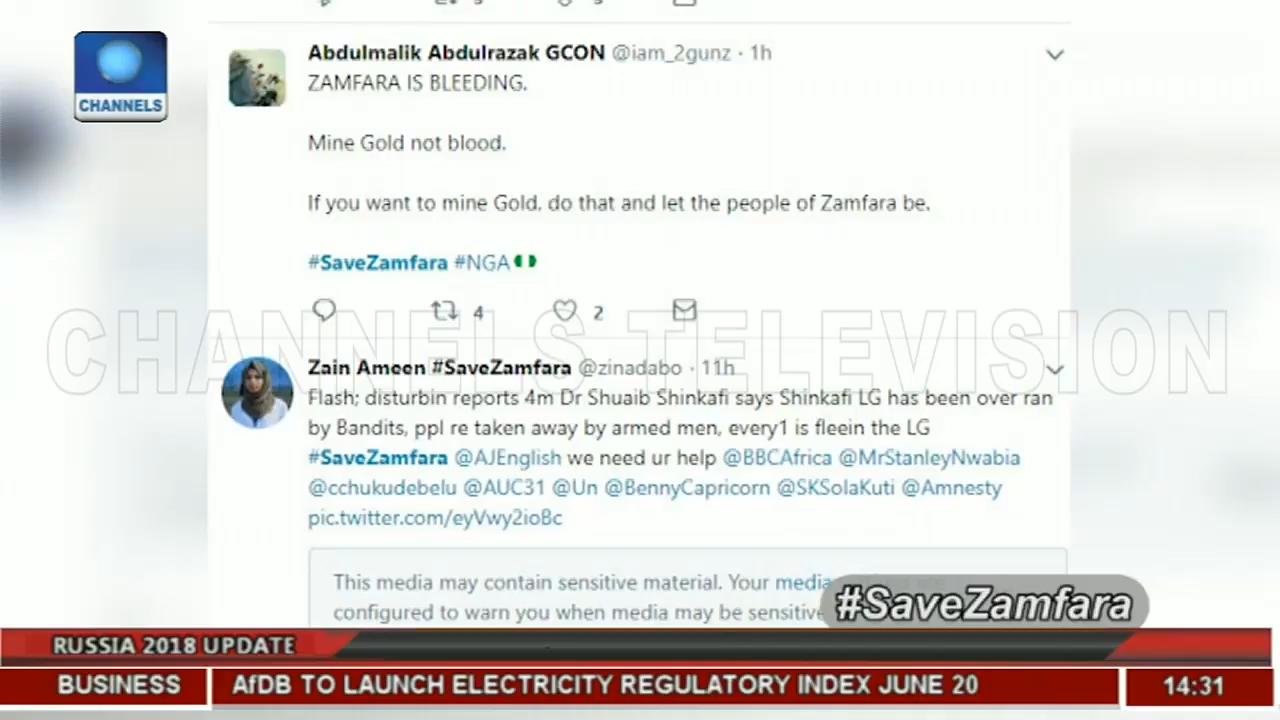 CHANNELS
Abdulmalik Abdulrazak GCON @iam_2gunz · 1h
ZAMFARA IS BLEEDING.
Mine Gold not blood.
If you want to mine Gold, do that and let the people of Zamfara be.
#SaveZamfara #NGA
4 2
CHANNELS TELEVISION
Zain Ameen #SaveZamfara @zinadabo · 11h
Flash; disturbin reports 4m Dr Shuaib Shinkafi says Shinkafi LG has been over ran
by Bandits, ppl re taken away by armed men, every1 is fleein the LG
#SaveZamfara @AJEnglish we need ur help @BBCAfrica @MrStanleyNwabia
@cchukudebelu @AUC31 @Un @BennyCapricorn @SKSolaKuti @Amnesty
pic.twitter.com/eyVwy2ioBc
This media may contain sensitive material. Your media
configured to warn you when media may be sensitive
#SaveZamfara
RUSSIA 2018 UPDATE
BUSINESS AfDB TO LAUNCH ELECTRICITY REGULATORY INDEX JUNE 20 14:31